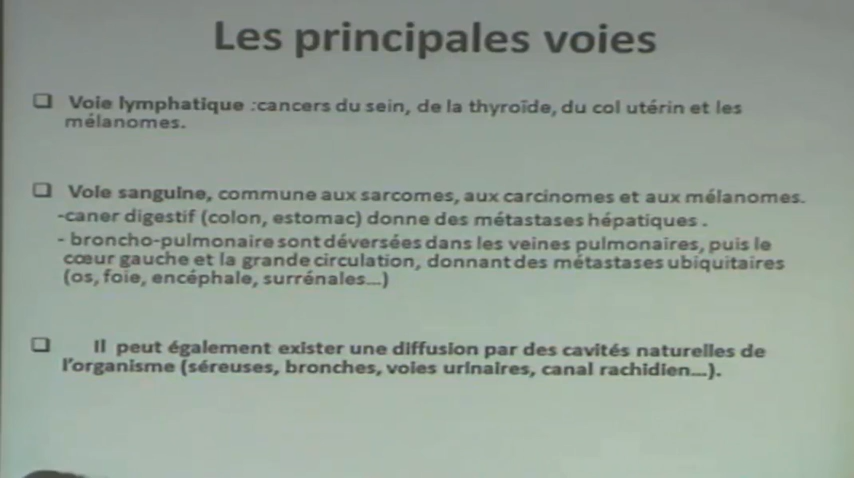 Les principales voies
❑ Voie lymphatique :cancers du sein, de la thyroïde, du col utérin et les
mélanomes.
❑ Voie sanguine, commune aux sarcomes, aux carcinomes et aux mélanomes.
-caner digestif (colon, estomac) donne des métastases hépatiques .
- broncho-pulmonaire sont déversées dans les veines pulmonaires, puis le
cœur gauche et la grande circulation, donnant des métastases ubiquitaires
(os, foie, encéphale, surrénales...)
❑ Il peut également exister une diffusion par des cavités naturelles de
l'organisme (séreuses, bronches, voies urinaires, canal rachidien...).